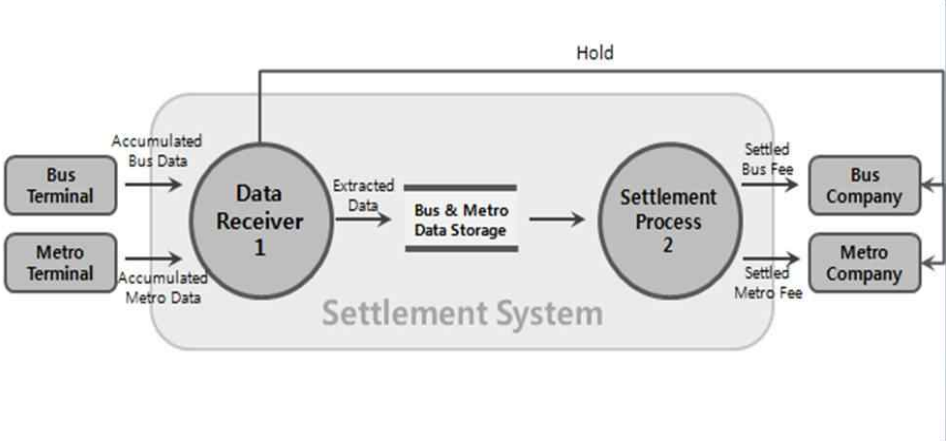 Hold
Accumulated
Bus Data
Bus
Terminal
Metro
Terminal
Accumulated
Metro Data
Data
Receiver
1
Extracted
Data
Bus & Metro
Data Storage
Settlement
Process
2
Settled
Bus Fee
Settled
Metro Fee
Bus
Company
Metro
Company
Settlement System